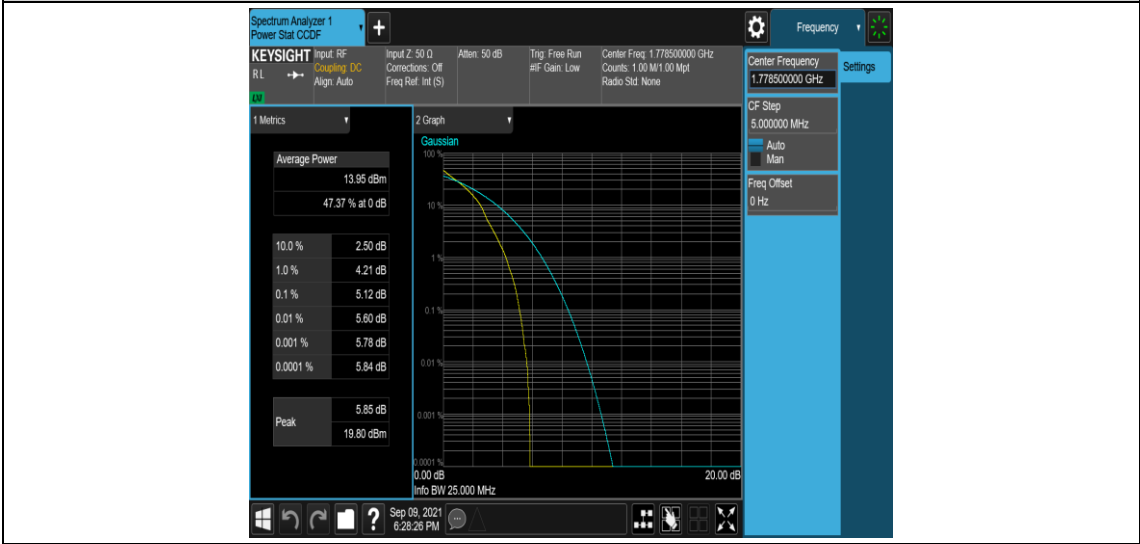 Spectrum Analyzer 1
Power Stat CCDF
+
Frequency
KEYSIGHT
RL
LM
Input: RF
Coupling: DC
Align: Auto
Input Z: 50 Ω
Corrections: Off
Freq Ref: Int (S)
Atten: 50 dB
Trig: Free Run
#IF Gain: Low
Center Freq: 1.778500000 GHz
Counts: 1.00 M/1.00 Mpt
Radio Std: None
Center Frequency
1.778500000 GHz
Settings
CF Step
5.000000 MHz
Auto
Man
Freq Offset
0 Hz
1 Metrics
Average Power
13.95 dBm
47.37 % at 0 dB
10.0 % 2.50 dB
1.0 % 4.21 dB
0.1 % 5.12 dB
0.01 % 5.60 dB
0.001 % 5.78 dB
0.0001 % 5.84 dB
Peak
5.85 dB
19.80 dBm
2 Graph
Gaussian
100 %
10 %
1 %
0.1 %
0.01 %
0.001 %
0.0001 %
0.00 dB
20.00 dB
Info BW 25.000 MHz
?
Sep 09, 2021
6:28:26 PM